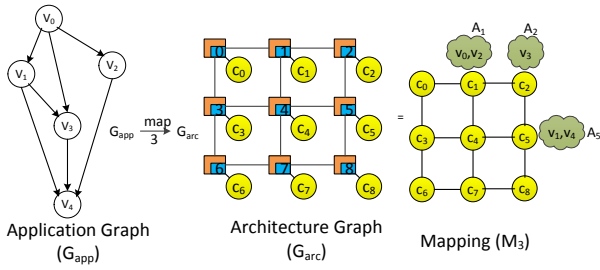 V0
V1
V2
V3
V4
Application Graph
(Gapp)
Gapp map 3 Garc
0 1 2
C0 C1 C2
3 4 5
C3 C4 C5
6 7 8
C6 C7 C8
Architecture Graph
(Garc)
=
A1 A2
v0,v2 v3
C0 C1 C2
C3 C4 C5 v1,v4 A5
C6 C7 C8
Mapping (M3)